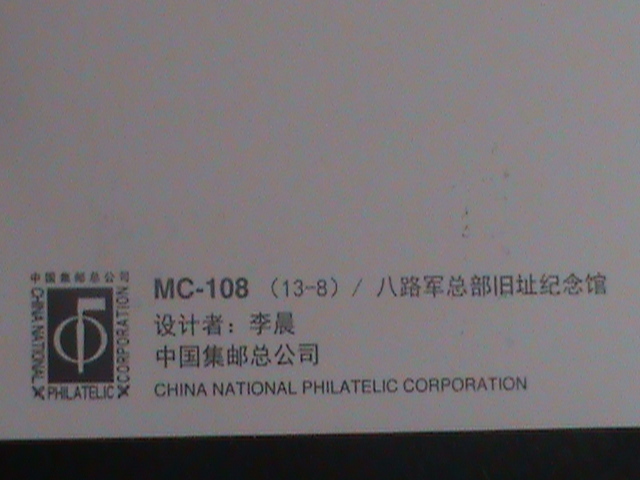 中国集邮总公司
CHINA NATIONAL
PHILATELIC
CORPORATION
MC-108 (13-8) / 八路军总部旧址纪念馆
设计者：李晨
中国集邮总公司
CHINA NATIONAL PHILATELIC CORPORATION